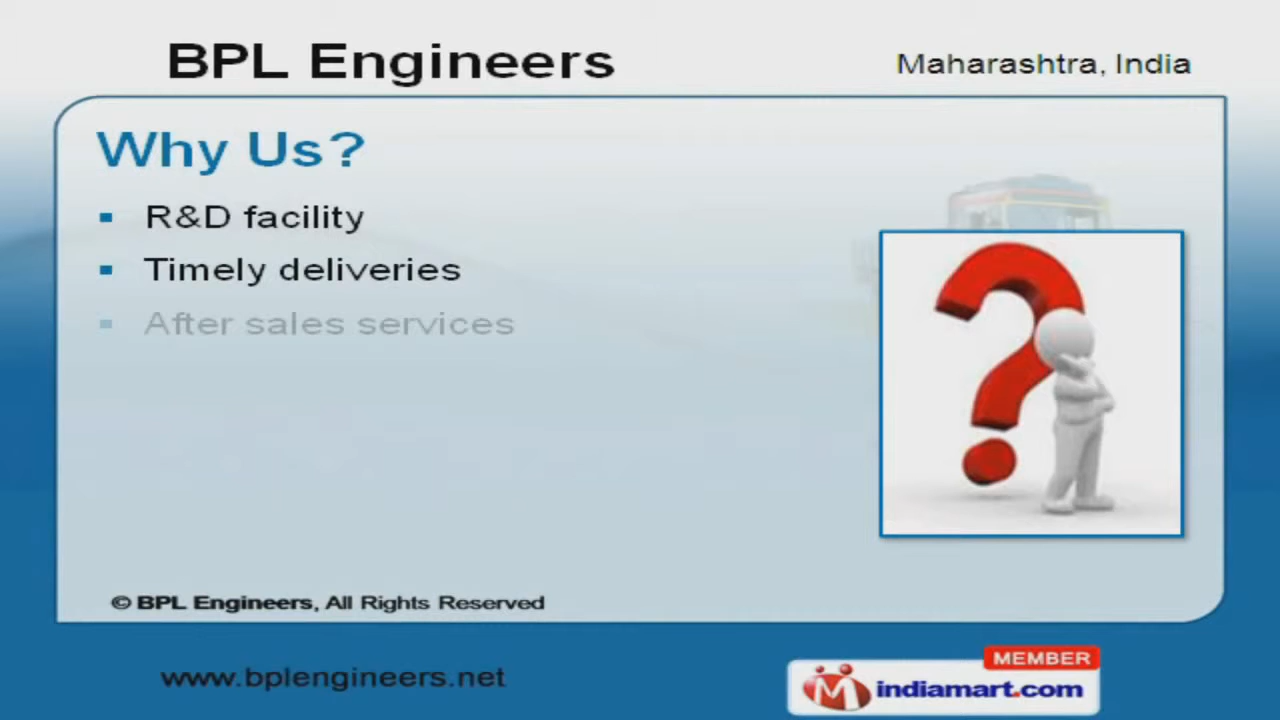 BPL Engineers
Maharashtra, India
Why Us?
R&D facility
Timely deliveries
After sales services
© BPL Engineers, All Rights Reserved
www.bplengineers.net
MEMBER
indiamart.com